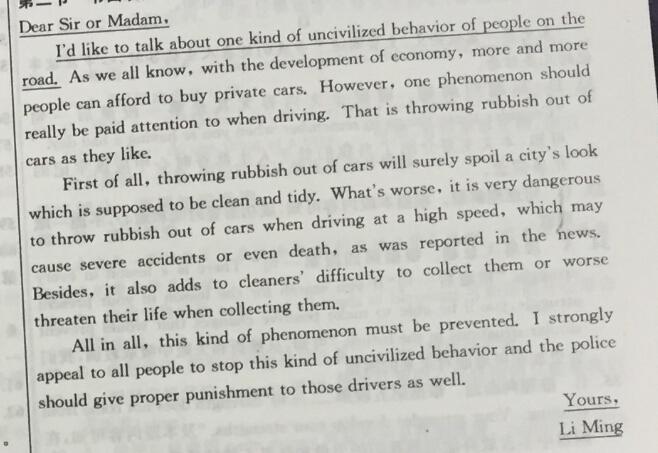 Dear Sir or Madam,
I'd like to talk about one kind of uncivilized behavior of people on the
road. As we all know, with the development of economy, more and more
people can afford to buy private cars. However, one phenomenon should
really be paid attention to when driving. That is throwing rubbish out of
cars as they like.
First of all, throwing rubbish out of cars will surely spoil a city's look
which is supposed to be clean and tidy. What's worse, it is very dangerous
to throw rubbish out of cars when driving at a high speed, which may
cause severe accidents or even death, as was reported in the news.
Besides, it also adds to cleaners' difficulty to collect them or worse
threaten their life when collecting them.
All in all, this kind of phenomenon must be prevented. I strongly
appeal to all people to stop this kind of uncivilized behavior and the police
should give proper punishment to those drivers as well.
Yours,
Li Ming